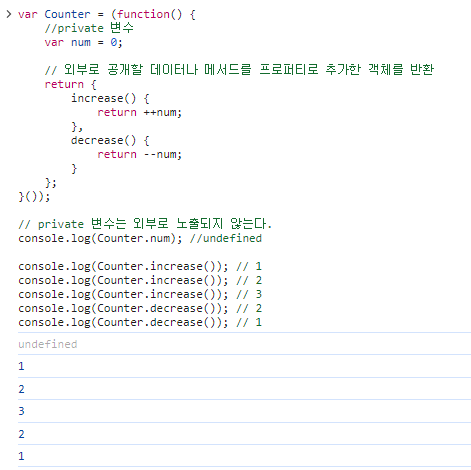 > var Counter = (function() {
    //private 변수
    var num = 0;

    // 외부로 공개할 데이터나 메서드를 프로퍼티로 추가한 객체를 반환
    return {
        increase() {
            return ++num;
        },
        decrease() {
            return --num;
        }
    };
}());

// private 변수는 외부로 노출되지 않는다.
console.log(Counter.num); //undefined

console.log(Counter.increase()); // 1
console.log(Counter.increase()); // 2
console.log(Counter.increase()); // 3
console.log(Counter.decrease()); // 2
console.log(Counter.decrease()); // 1
undefined
1
2
3
2
1